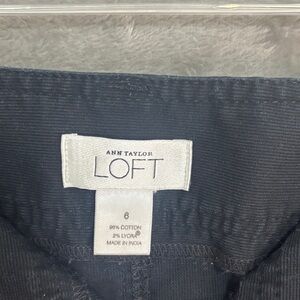 ANN TAYLOR
LOFT
6
98% COTTON
2% LYCRA®
MADE IN INDIA